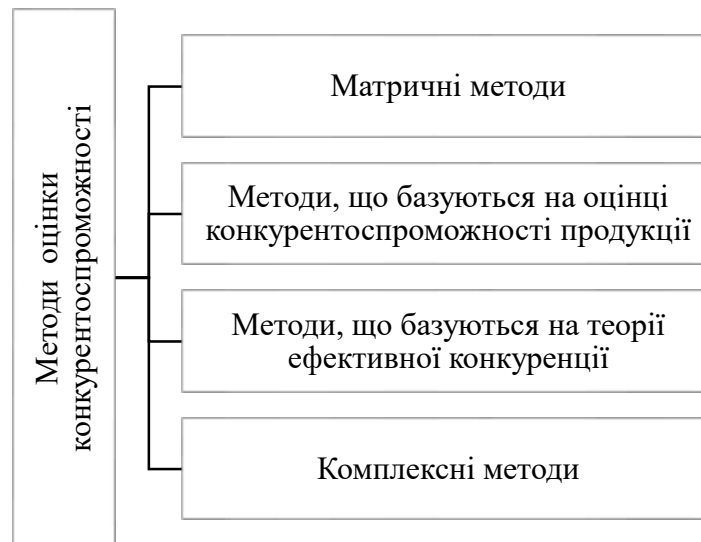 Методи оцінки
конкурентоспроможності
Матричні методи
Методи, що базуються на оцінці
конкурентоспроможності продукції
Методи, що базуються на теорії
ефективної конкуренції
Комплексні методи